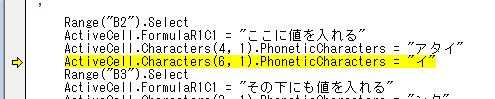 '
Range("B2").Select
ActiveCell.FormulaR1C1 = "ここに値を入れる"
ActiveCell.Characters(4, 1).PhoneticCharacters = "アタイ"
ActiveCell.Characters(6, 1).PhoneticCharacters = "イ"
Range("B3").Select
ActiveCell.FormulaR1C1 = "その下にも値を入れる"